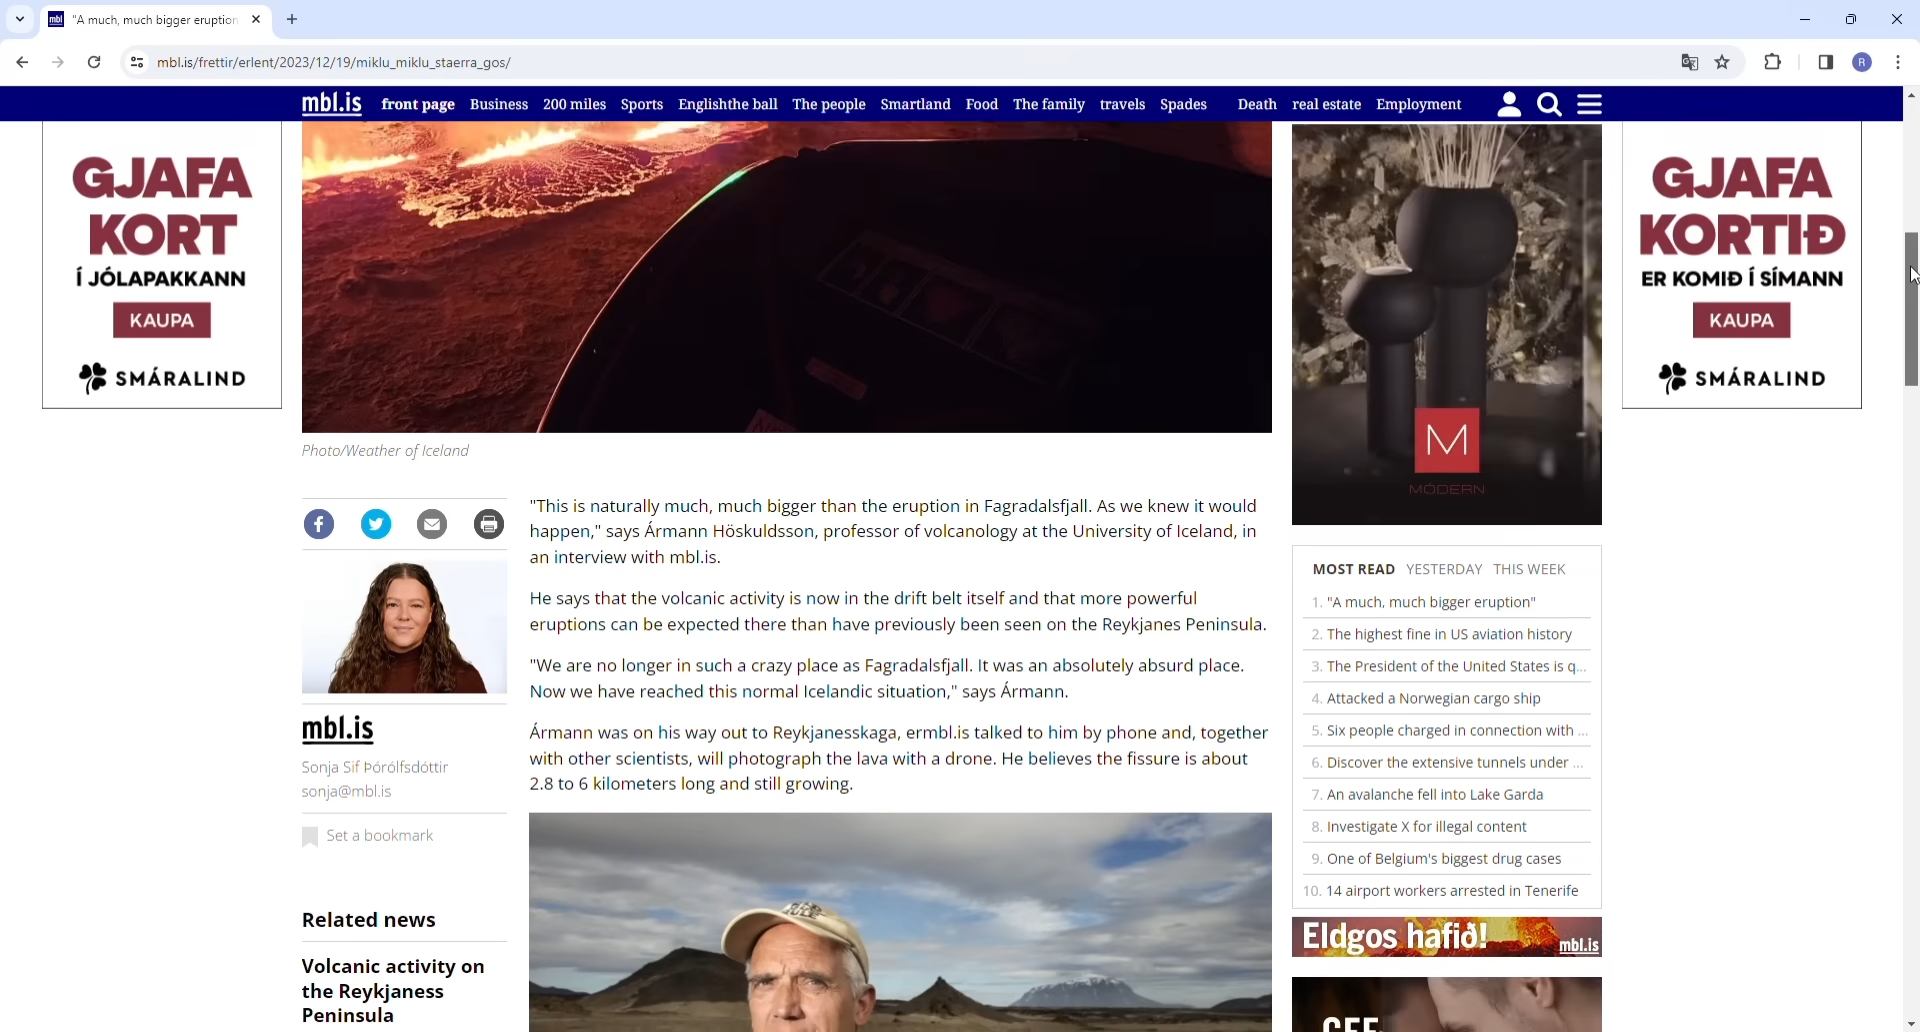 "A much, much bigger eruption
mbl.is/frettir/erlent/2023/12/19/miklu_miklu_staerra_gos/
R
mbl.is front page Business 200 miles Sports Englishthe ball The people Smartland Food The family travels Spades Death real estate Employment
GJAFA
KORT
Í JÓLAPAKKANN
KAUPA
SMÁRALIND
GJAFA
KORTIÐ
ER KOMIÐ Í SÍMANN
KAUPA
SMÁRALIND
Photo/Weather of Iceland
"This is naturally much, much bigger than the eruption in Fagradalsfjall. As we knew it would
happen," says Ármann Höskuldsson, professor of volcanology at the University of Iceland, in
an interview with mbl.is.
He says that the volcanic activity is now in the drift belt itself and that more powerful
eruptions can be expected there than have previously been seen on the Reykjanes Peninsula.
"We are no longer in such a crazy place as Fagradalsfjall. It was an absolutely absurd place.
Now we have reached this normal Icelandic situation," says Ármann.
Ármann was on his way out to Reykjanesskaga, ermbl.is talked to him by phone and, together
with other scientists, will photograph the lava with a drone. He believes the fissure is about
2.8 to 6 kilometers long and still growing.
mbl.is
Sonja Sif Þórólfsdóttir
sonja@mbl.is
Set a bookmark
Related news
Volcanic activity on
the Reykjaness
Peninsula
M
MÓDERN
MOST READ YESTERDAY THIS WEEK
1. "A much, much bigger eruption"
2. The highest fine in US aviation history
3. The President of the United States is q...
4. Attacked a Norwegian cargo ship
5. Six people charged in connection with ...
6. Discover the extensive tunnels under ...
7. An avalanche fell into Lake Garda
8. Investigate X for illegal content
9. One of Belgium's biggest drug cases
10. 14 airport workers arrested in Tenerife
Eldgos hafið!
mbl.is